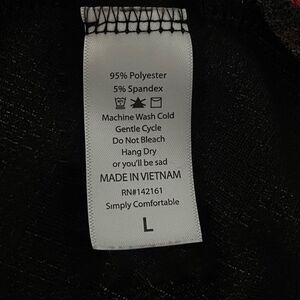 95% Polyester
5% Spandex
Machine Wash Cold
Gentle Cycle
Do Not Bleach
Hang Dry
or you'll be sad
MADE IN VIETNAM
RN#142161
Simply Comfortable
L